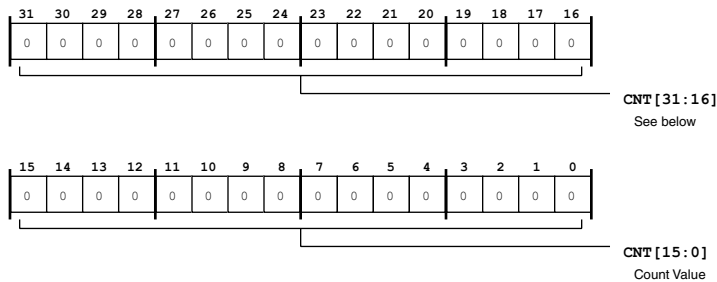 31 30 29 28 27 26 25 24 23 22 21 20 19 18 17 16
0 0 0 0 0 0 0 0 0 0 0 0 0 0 0 0
CNT[31:16]
See below
15 14 13 12 11 10 9 8 7 6 5 4 3 2 1 0
0 0 0 0 0 0 0 0 0 0 0 0 0 0 0 0
CNT[15:0]
Count Value